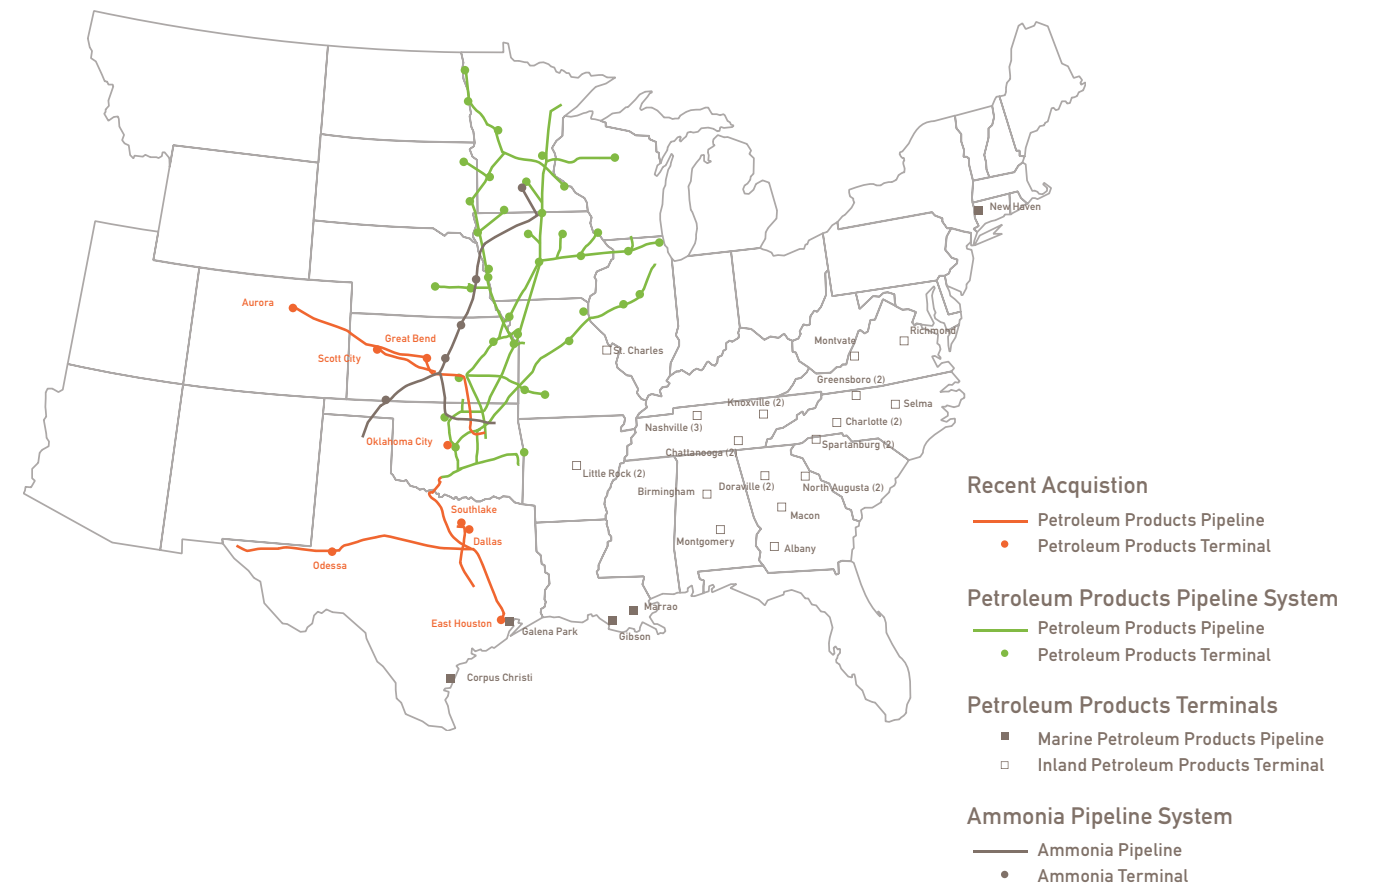 New Haven
Aurora
Great Bend
Scott City
Richmond
Montvale
St. Charles
Greensboro (2)
Knoxville (2)
Selma
Nashville (3)
Charlotte (2)
Oklahoma City
Chattanooga (2)
Spartanburg (2)
Little Rock (2)
Birmingham
Doraville (2)
North Augusta (2)
Southlake
Macon
Dallas
Montgomery
Albany
Odessa
Marrao
East Houston
Galena Park
Gibson
Corpus Christi
Recent Acquistion
Petroleum Products Pipeline
Petroleum Products Terminal
Petroleum Products Pipeline System
Petroleum Products Pipeline
Petroleum Products Terminal
Petroleum Products Terminals
Marine Petroleum Products Pipeline
Inland Petroleum Products Terminal
Ammonia Pipeline System
Ammonia Pipeline
Ammonia Terminal